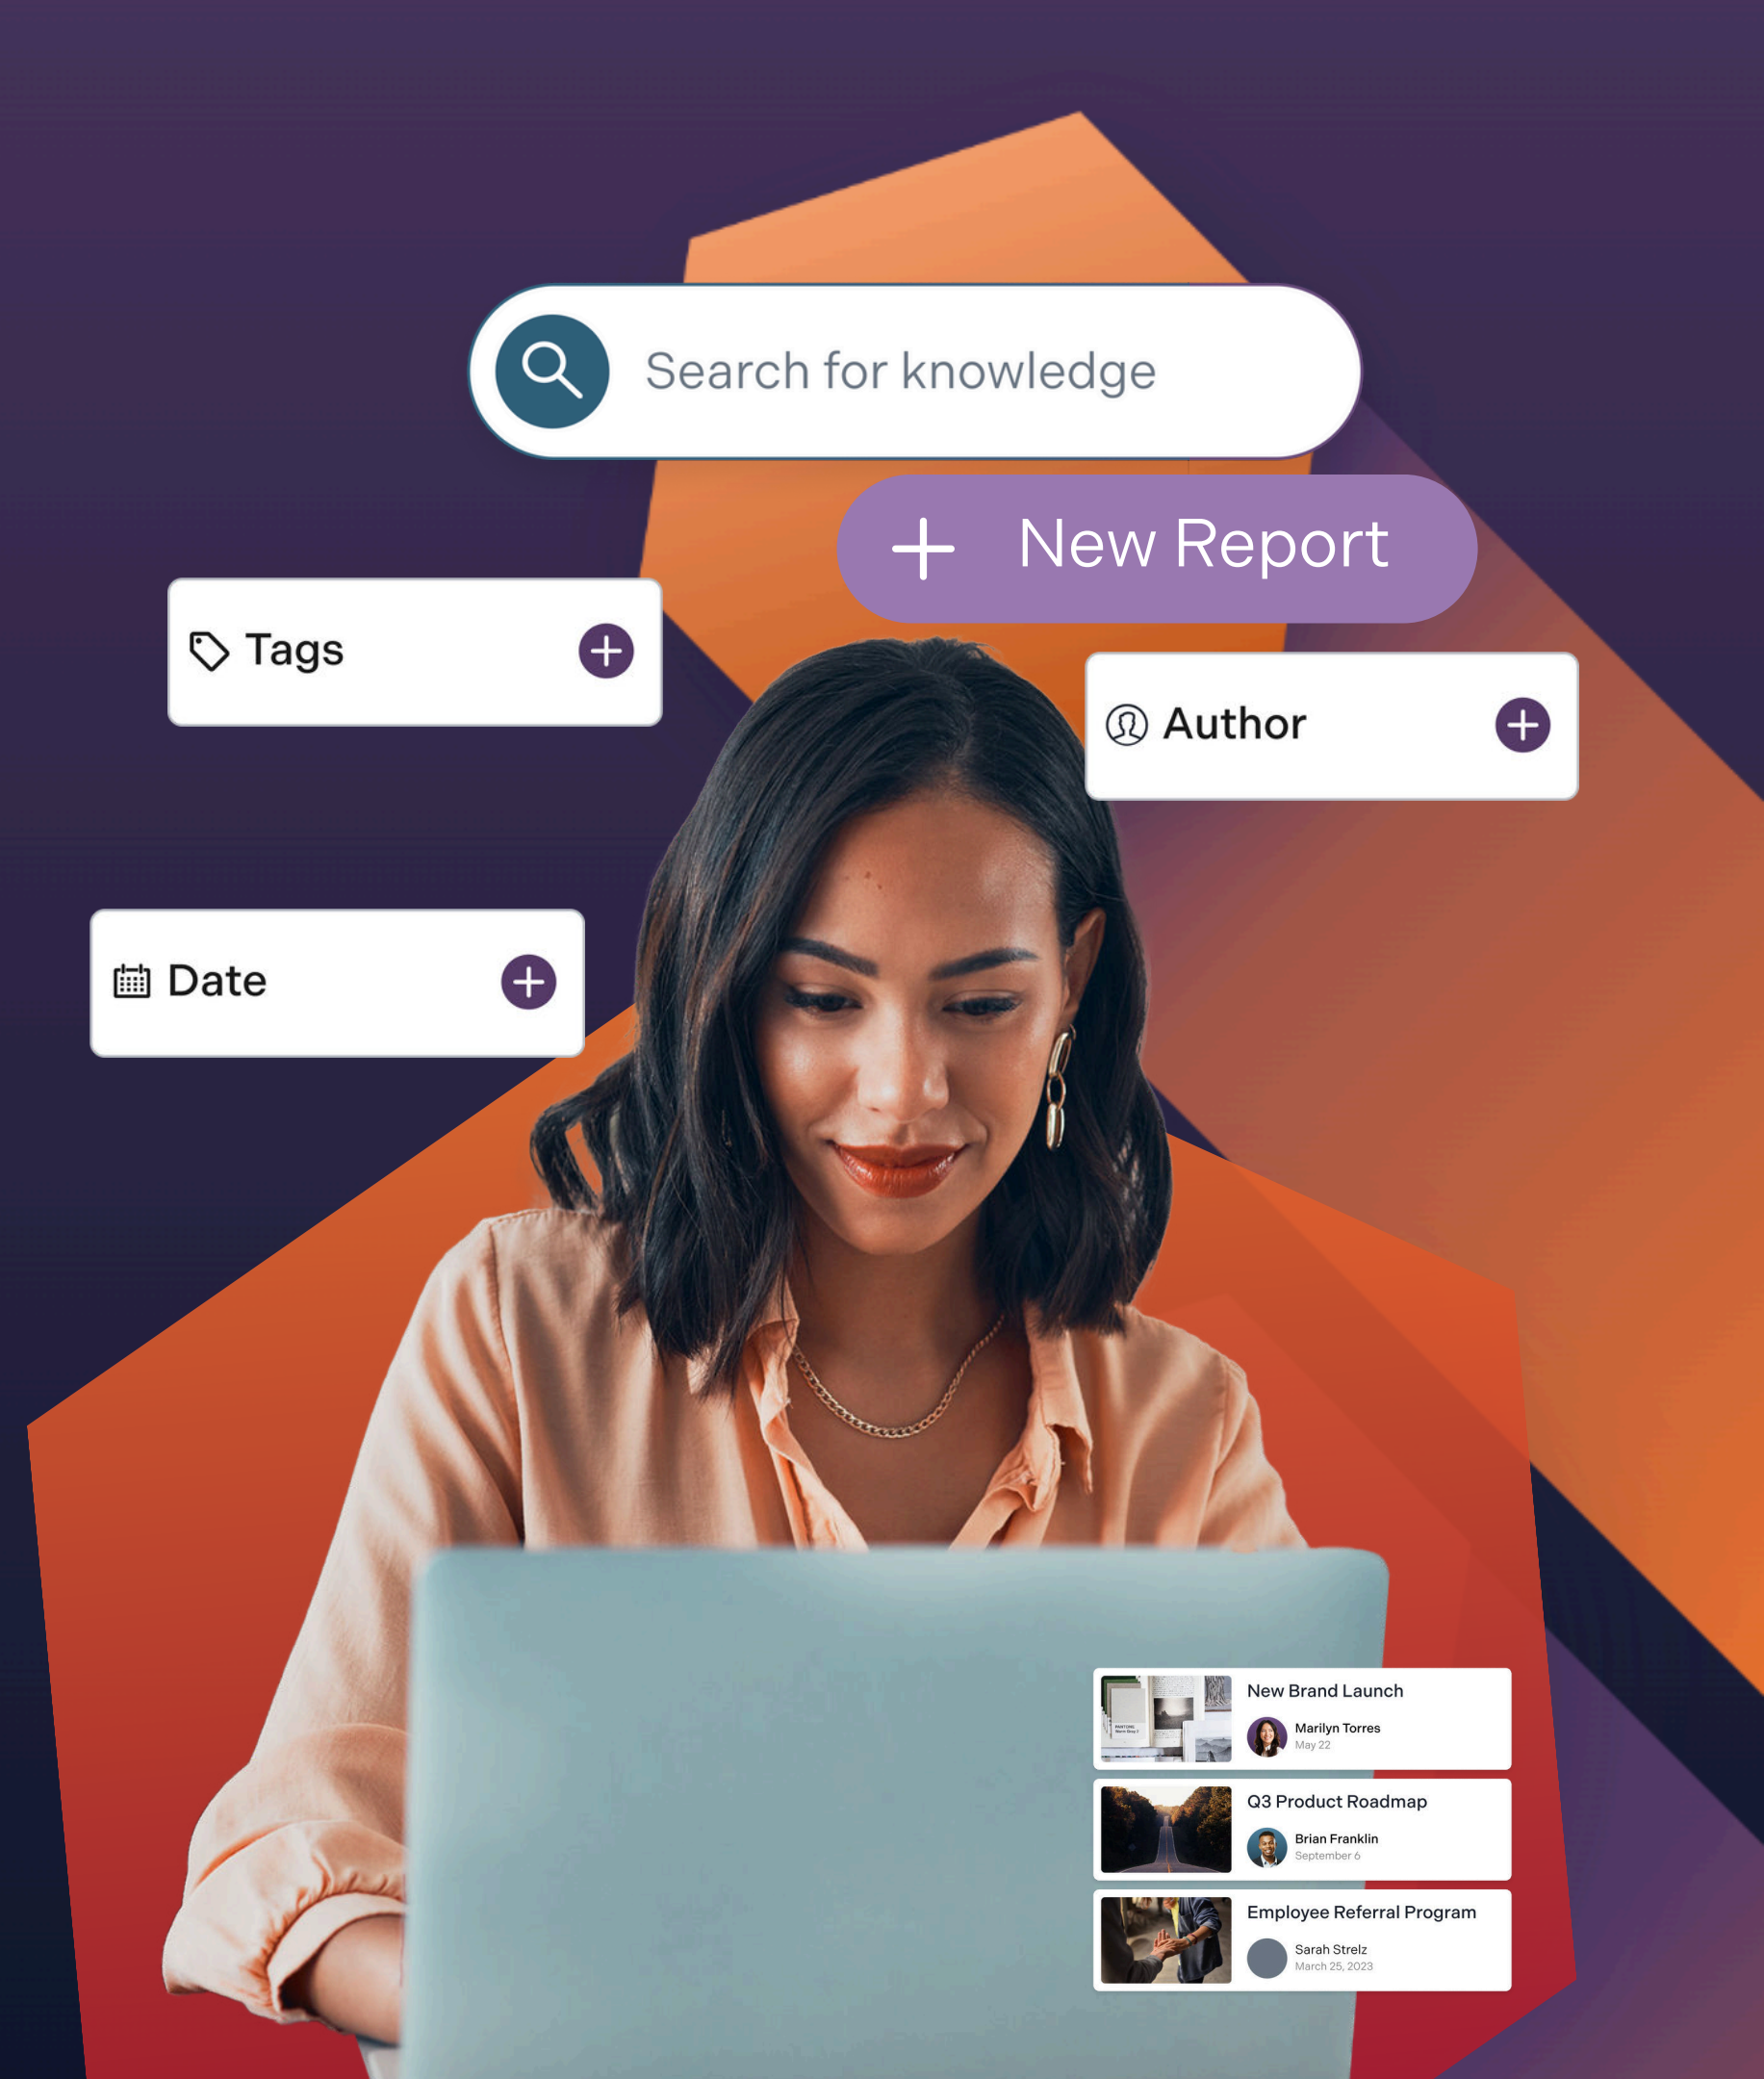 Search for knowledge
New Report
Tags
Author
Date
New Brand Launch
Marilyn Torres
May 22
Q3 Product Roadmap
Brian Franklin
September 6
Employee Referral Program
Sarah Strelz
March 25, 2023